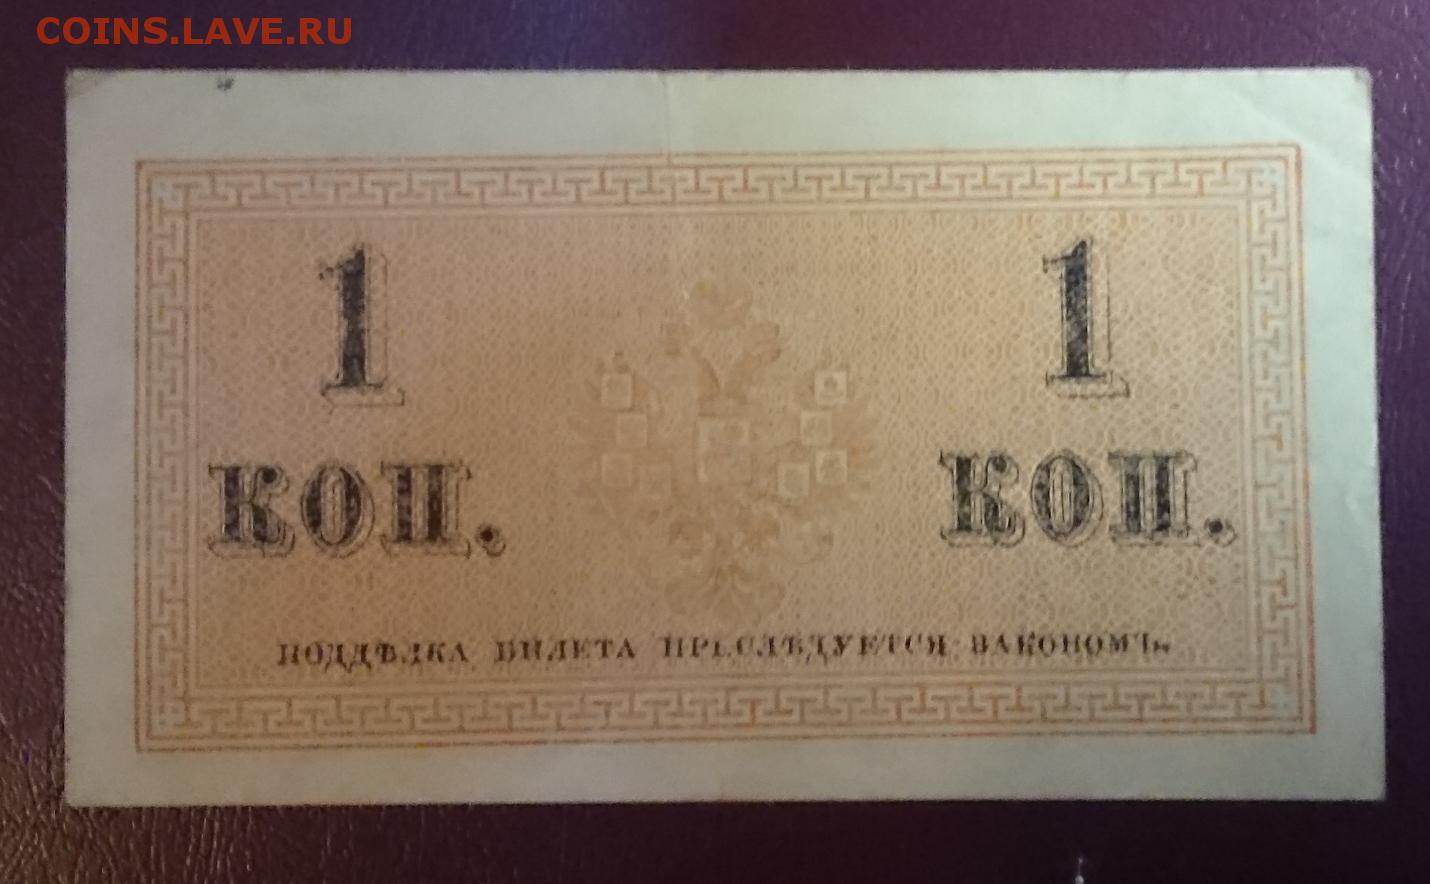 COINS.LAVE.RU
1 1
КОП. КОП.
ПОДДѢЛКА БИЛЕТА ПРЕСЛѢДУЕТСЯ ЗАКОНОМЪ.